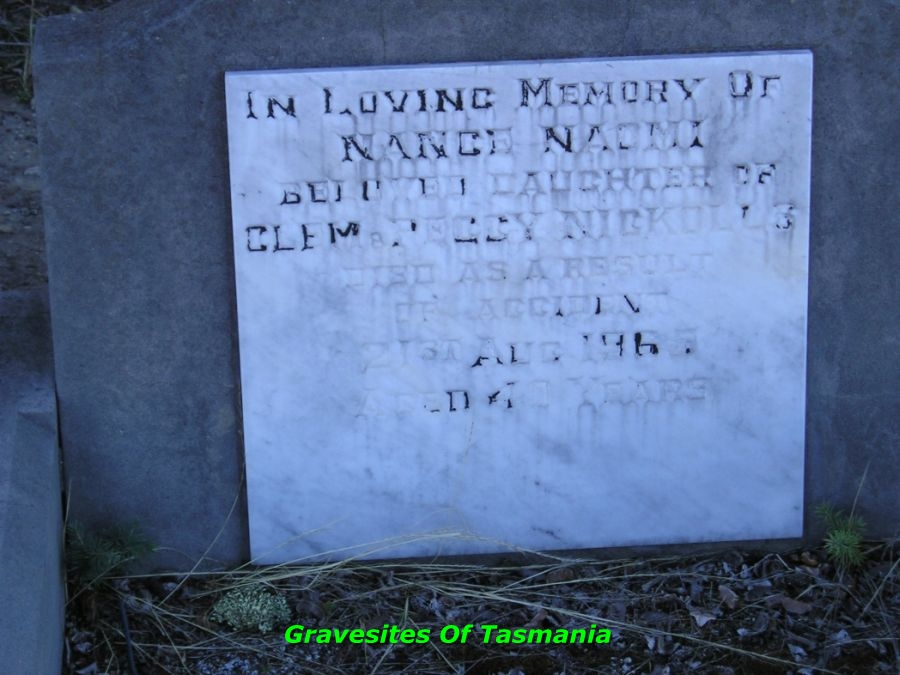 IN LOVING MEMORY OF
NANCE NAOMI
BELOVED DAUGHTER OF
CLEM & PEGGY NICKOLLS
DIED AS A RESULT
OF ACCIDENT
21ST AUG
AGED YEARS
Gravesites Of Tasmania